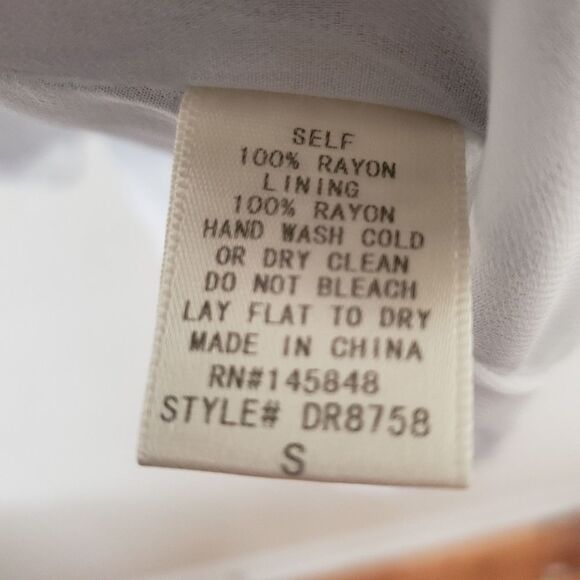 SELF
100% RAYON
LINING
100% RAYON
HAND WASH COLD
OR DRY CLEAN
DO NOT BLEACH
LAY FLAT TO DRY
MADE IN CHINA
RN#145848
STYLE# DR8758
S